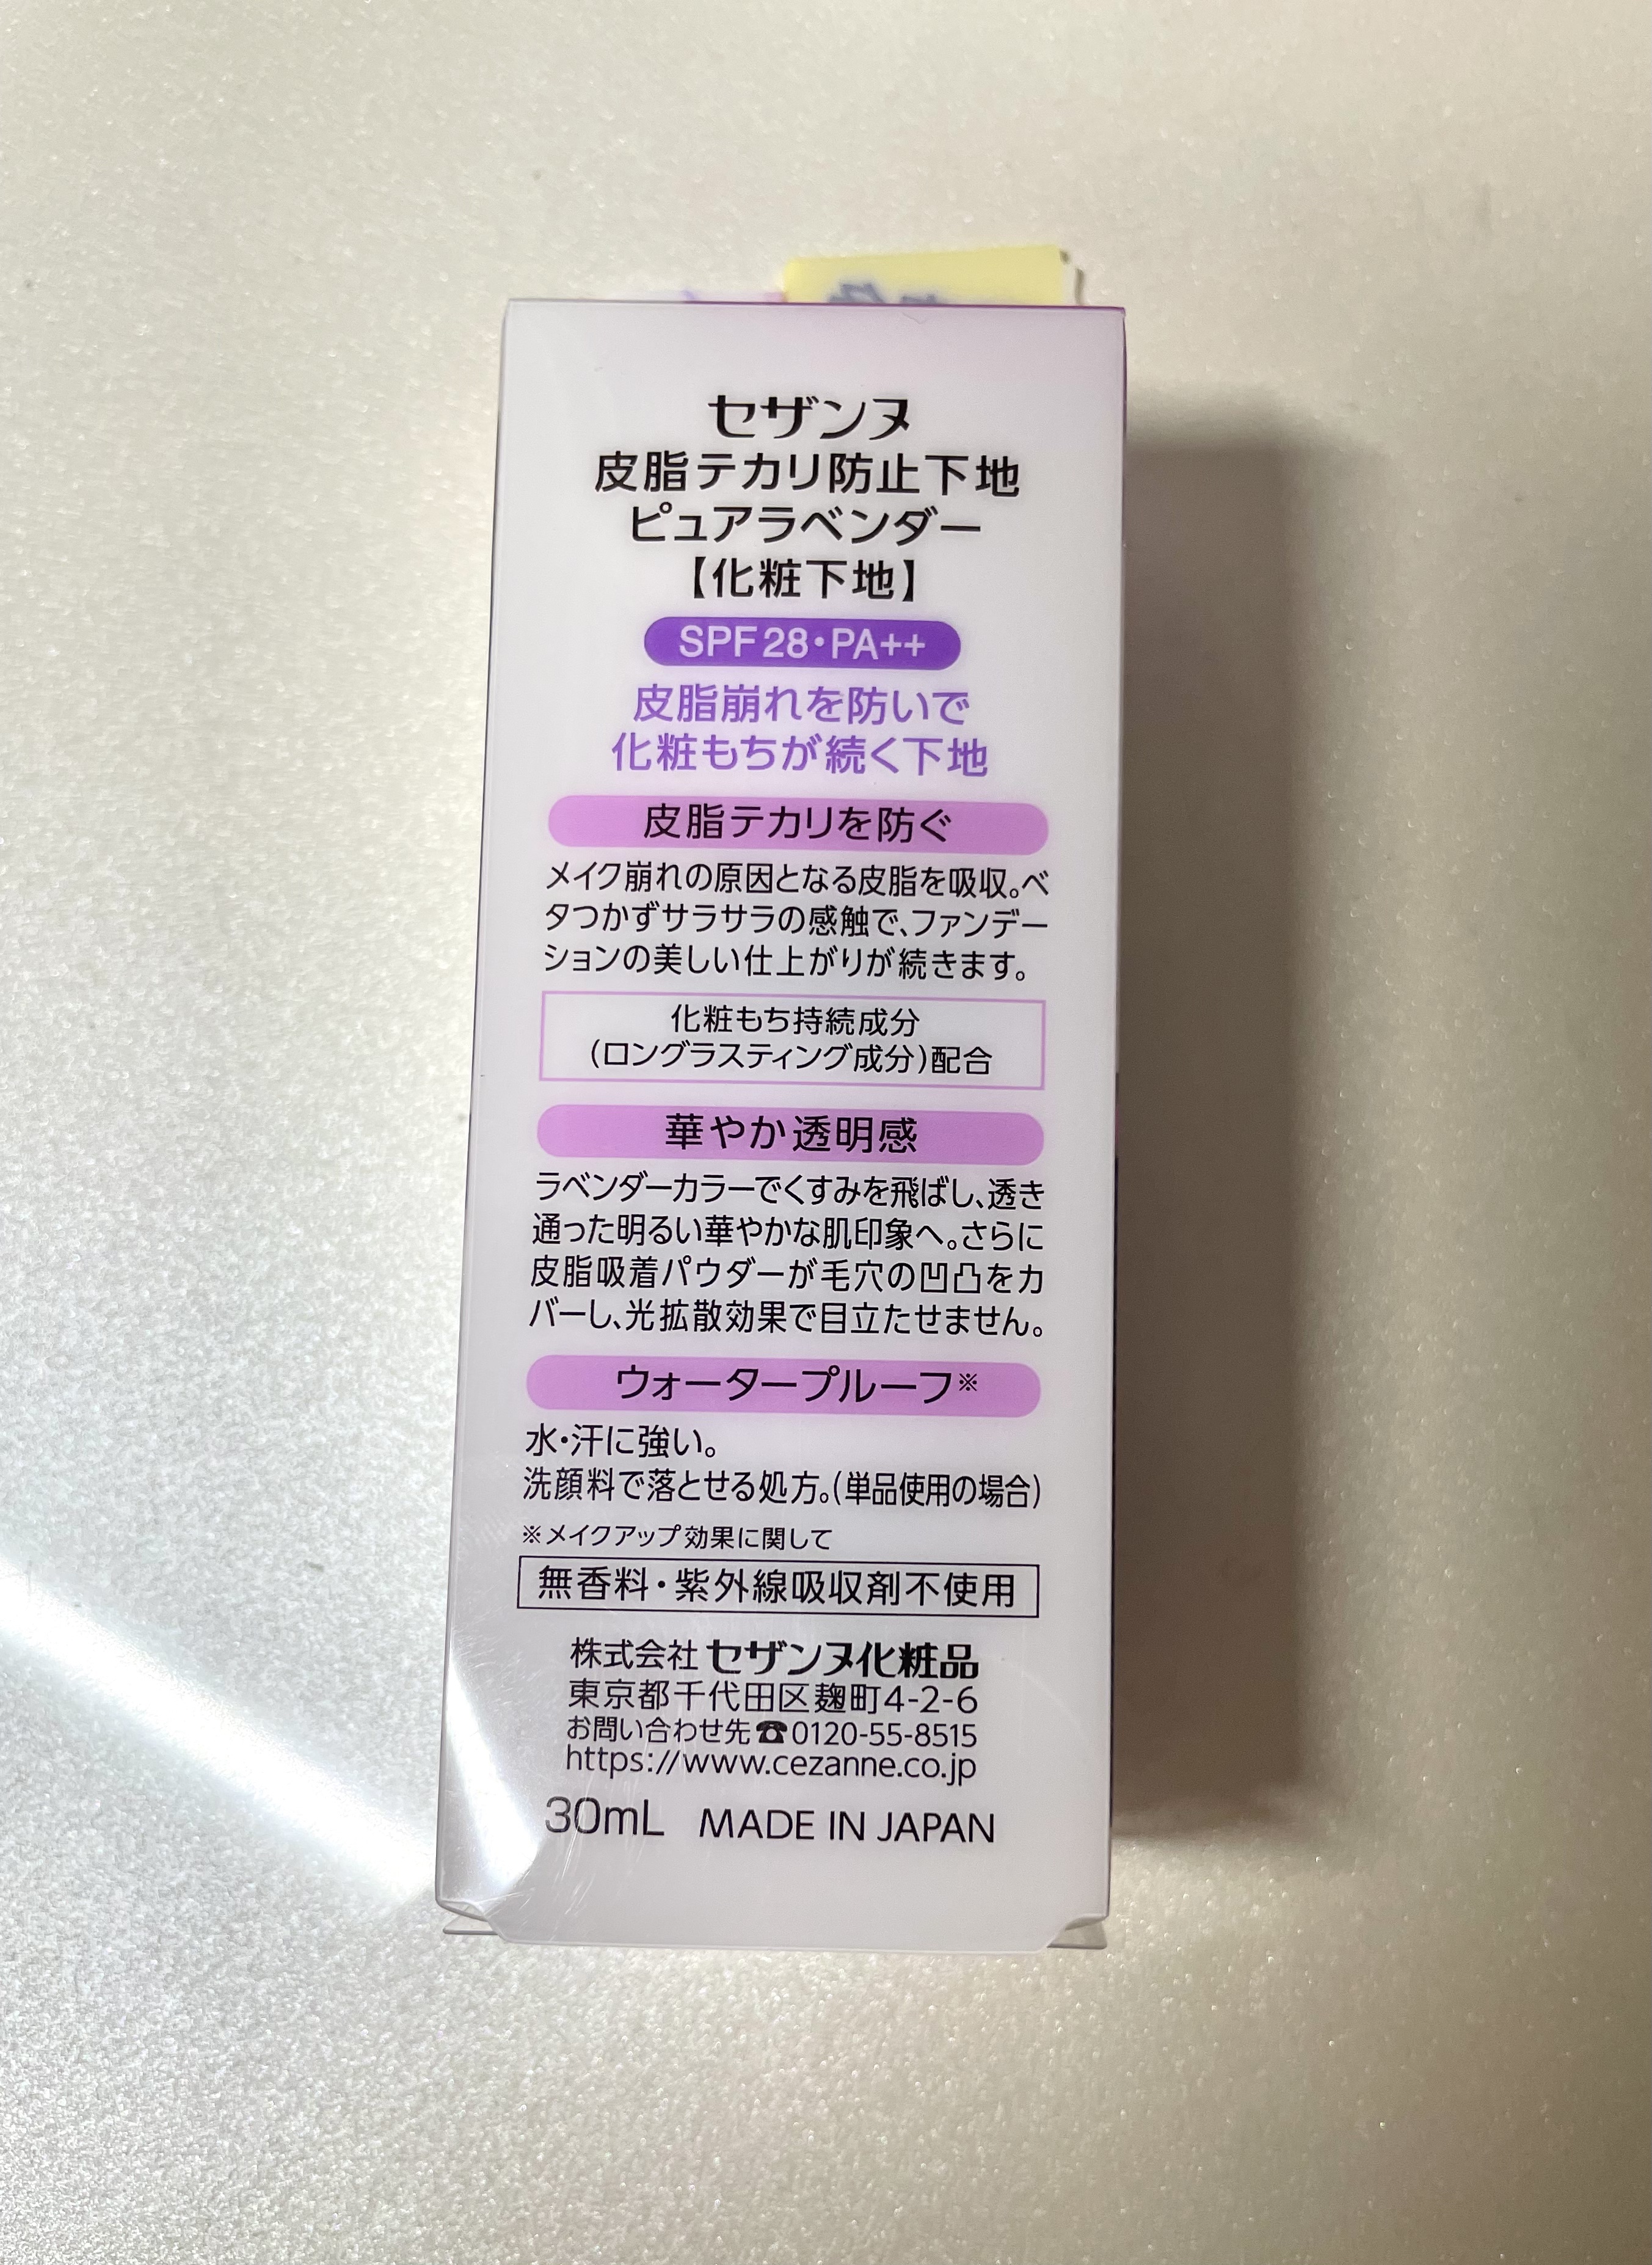 セザンヌ
皮脂テカリ防止下地
ピュアラベンダー
【化粧下地】
SPF28・PA++
皮脂崩れを防いで
化粧もちが続く下地
皮脂テカリを防ぐ
メイク崩れの原因となる皮脂を吸収。ベ
タつかずサラサラの感触で、ファンデー
ションの美しい仕上がりが続きます。
化粧もち持続成分
(ロングラスティング成分)配合
華やか透明感
ラベンダーカラーでくすみを飛ばし、透き
通った明るい華やかな肌印象へ。さらに
皮脂吸着パウダーが毛穴の凹凸をカ
バーし、光拡散効果で目立たせません。
ウォータープルーフ※
水・汗に強い。
洗顔料で落とせる処方。(単品使用の場合)
※メイクアップ効果に関して
無香料・紫外線吸収剤不使用
株式会社 セザンヌ化粧品
東京都千代田区麹町4-2-6
お問い合わせ先☎0120-55-8515
https://www.cezanne.co.jp
30mL MADE IN JAPAN